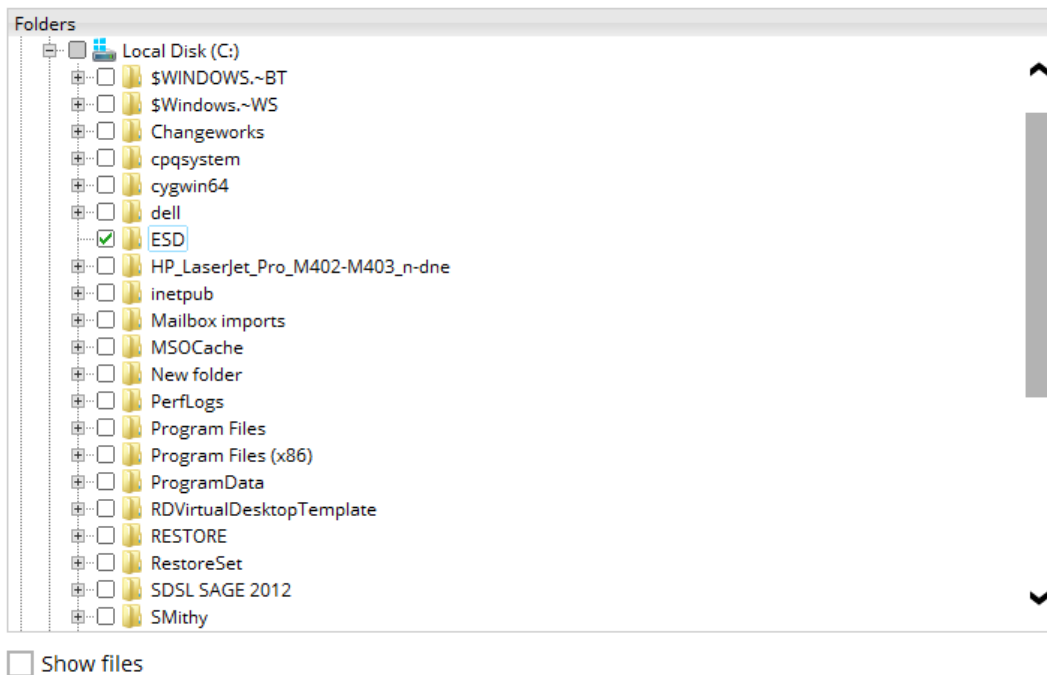 Folders
Local Disk (C:)
$WINDOWS.~BT
$Windows.~WS
Changeworks
cpqsystem
cygwin64
dell
ESD
HP_LaserJet_Pro_M402-M403_n-dne
inetpub
Mailbox imports
MSOCache
New folder
PerfLogs
Program Files
Program Files (x86)
ProgramData
RDVirtualDesktopTemplate
RESTORE
RestoreSet
SDSL SAGE 2012
SMithy
Show files